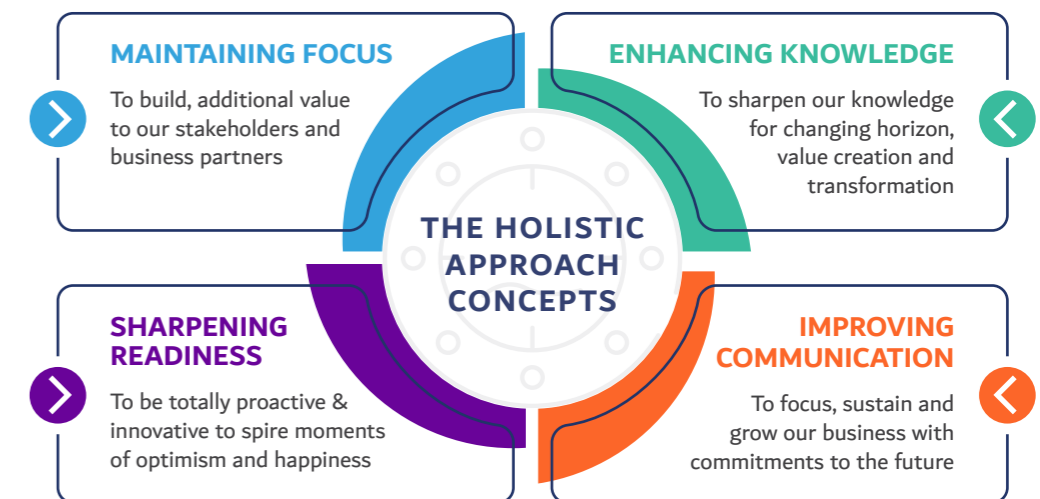 MAINTAINING FOCUS
To build, additional value
to our stakeholders and
business partners
ENHANCING KNOWLEDGE
To sharpen our knowledge
for changing horizon,
value creation and
transformation
THE HOLISTIC
APPROACH
CONCEPTS
SHARPENING
READINESS
To be totally proactive &
innovative to spire moments
of optimism and happiness
IMPROVING
COMMUNICATION
To focus, sustain and
grow our business with
commitments to the future